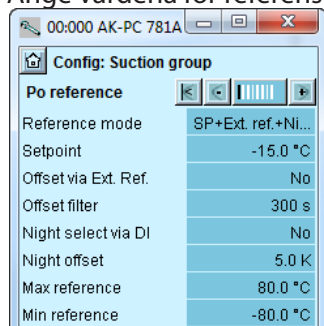 Ange värden för referens
00:000 AK-PC 781A
Config: Suction group
Po reference
Reference mode SP+Ext. ref.+Ni...
Setpoint -15.0 °C
Offset via Ext. Ref. No
Offset filter 300 s
Night select via DI No
Night offset 5.0 K
Max reference 80.0 °C
Min reference -80.0 °C